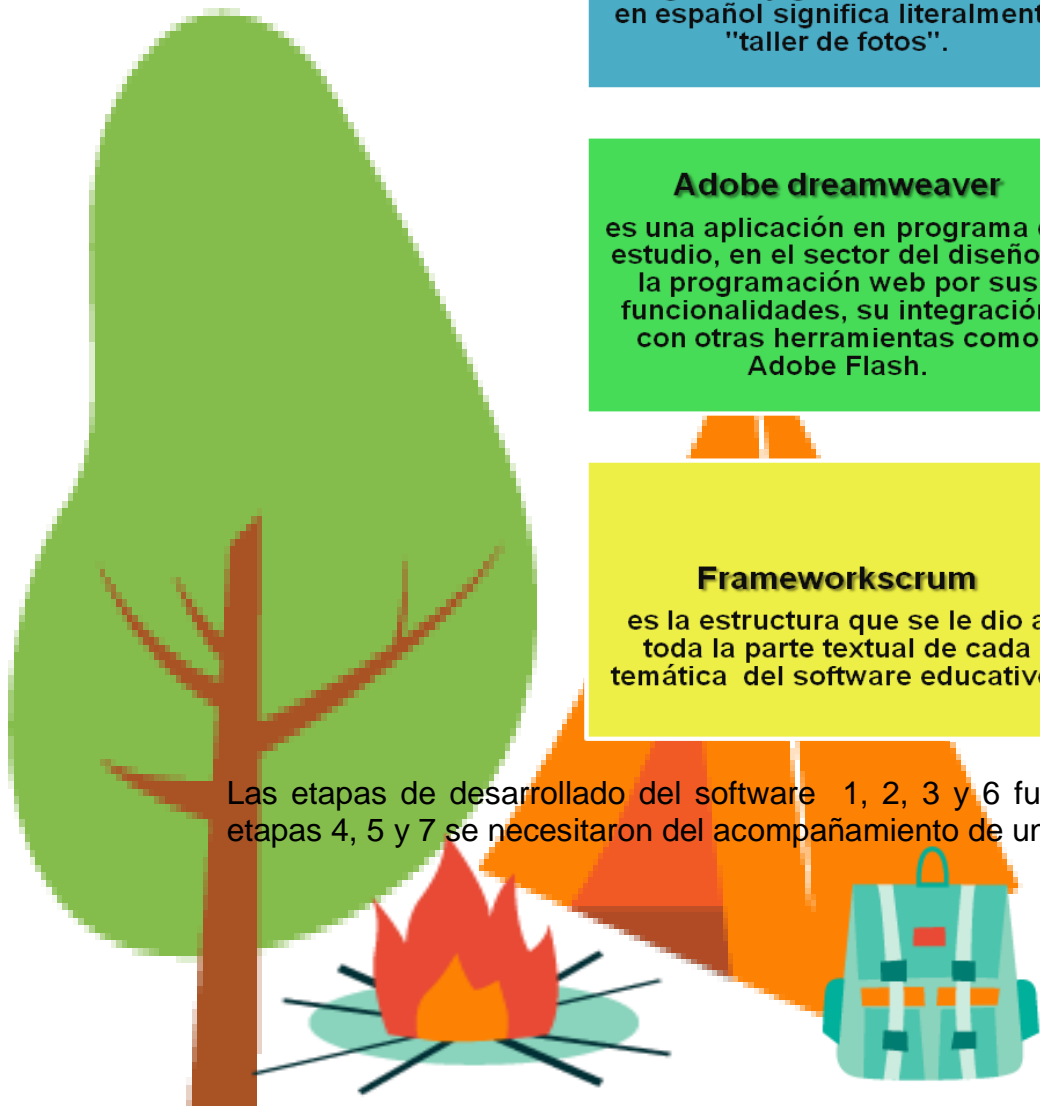 en español significa literalment
"taller de fotos".
Adobe dreamweaver
es una aplicación en programa
estudio, en el sector del diseño
la programación web por sus
funcionalidades, su integración
con otras herramientas como
Adobe Flash.
Frameworkscrum
es la estructura que se le dio a
toda la parte textual de cada
temática del software educativo
Las etapas de desarrollado del software 1, 2, 3 y 6 fu
etapas 4, 5 y 7 se necesitaron del acompañamiento de un